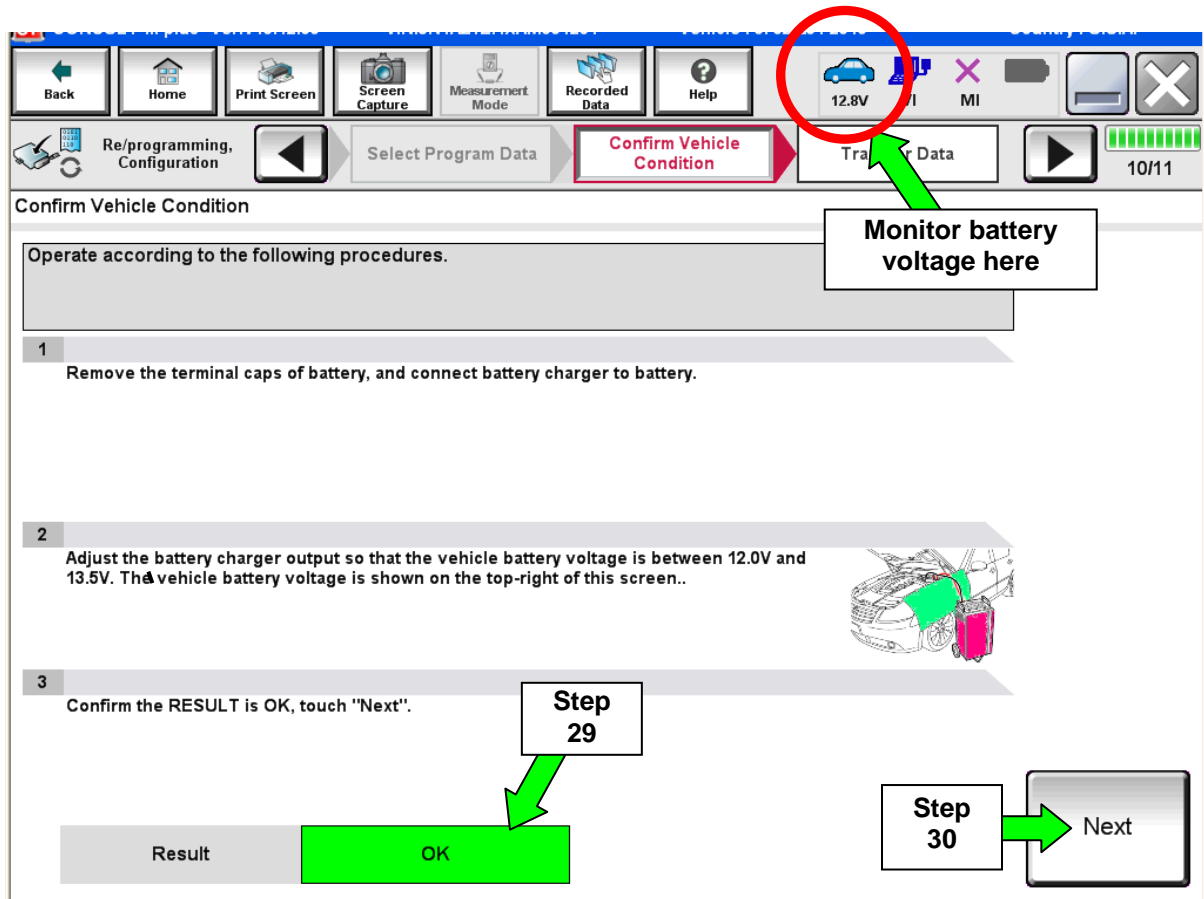 Back
Home
Print Screen
Screen
Capture
Measurement
Mode
Recorded
Data
Help
12.8V
MI
Re/programming,
Configuration
Select Program Data
Confirm Vehicle
Condition
Data
10/11
Confirm Vehicle Condition
Monitor battery
voltage here
Operate according to the following procedures.
1
Remove the terminal caps of battery, and connect battery charger to battery.
2
Adjust the battery charger output so that the vehicle battery voltage is between 12.0V and
13.5V. The vehicle battery voltage is shown on the top-right of this screen..
3
Confirm the RESULT is OK, touch "Next".
Step
29
Step
30
Next
Result
OK